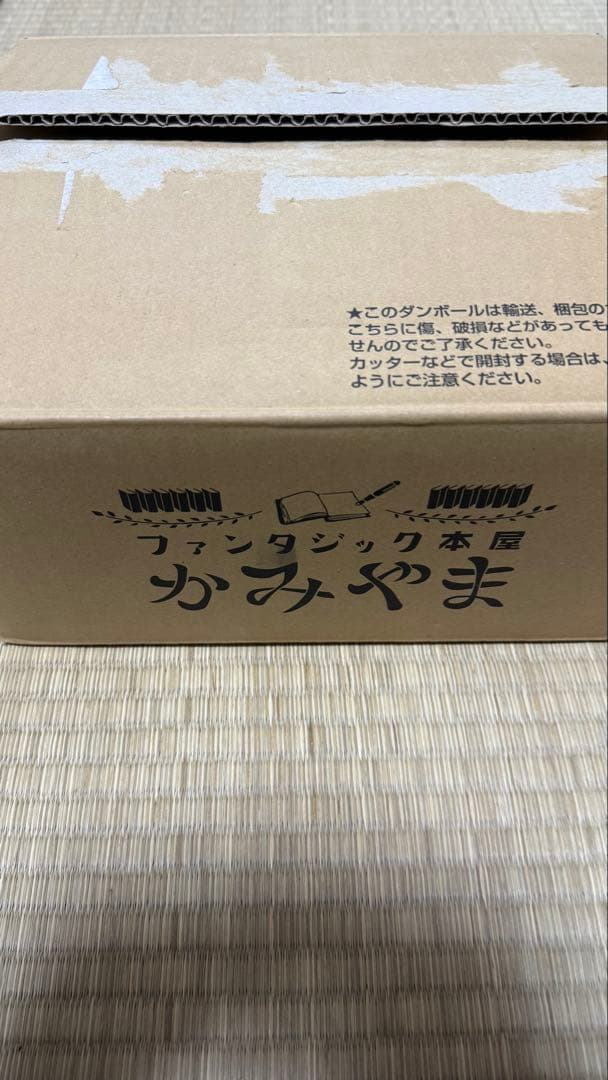 ★このダンボールは輸送、梱包の
こちらに傷、破損などがあっても
せんのでご了承ください。
カッターなどで開封する場合は、
ようにご注意ください。
ファンタジック本屋
かみやま